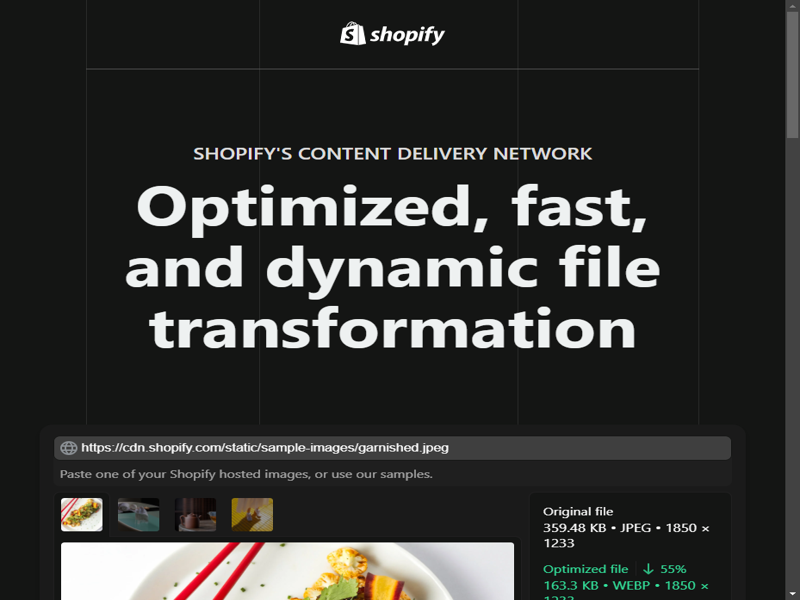 shopify
SHOPIFY'S CONTENT DELIVERY NETWORK
Optimized, fast,
and dynamic file
transformation
https://cdn.shopify.com/static/sample-images/garnished.jpeg
Paste one of your Shopify hosted images, or use our samples.
Original file
359.48 KB • JPEG • 1850 ×
1233
Optimized file ↓ 55%
163.3 KB • WEBP • 1850 ×
1233